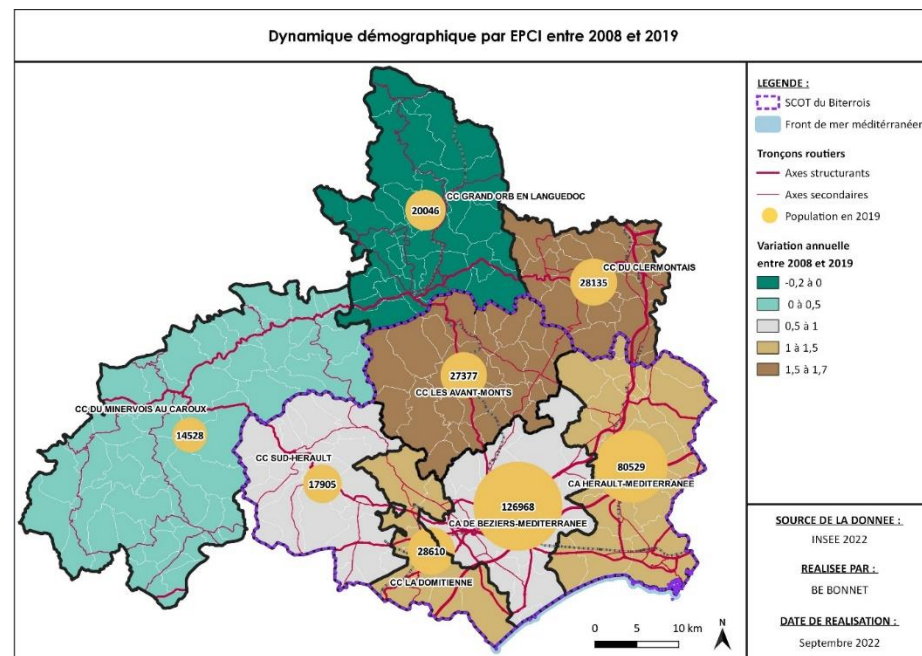 Dynamique démographique par EPCI entre 2008 et 2019
CC GRAND ORB EN LANGUEDOC
20046
CC DU CLERMONTAIS
28135
27377
CC LES AVANT-MONTS
CC DU MINERVOIS AU CAROUX
14528
CC SUD-HERAULT
17905
80529
CA HERAULT-MEDITERRANEE
126968
CA DE BEZIERS-MEDITERRANEE
28610
CC LA DOMITIENNE
0 5 10 km
N
LEGENDE :
SCOT du Biterrois
Front de mer méditérranéen
Tronçons routiers
Axes structurants
Axes secondaires
Population en 2019
Variation annuelle
entre 2008 et 2019
-0,2 à 0
0 à 0,5
0,5 à 1
1 à 1,5
1,5 à 1,7
SOURCE DE LA DONNEE :
INSEE 2022
REALISEE PAR :
BE BONNET
DATE DE REALISATION :
Septembre 2022